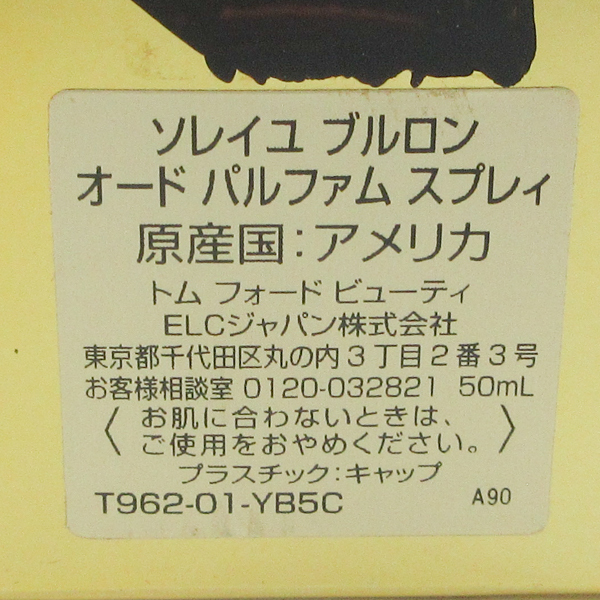 ソレイユ ブルロン
オード パルファム スプレィ
原産国：アメリカ
トム フォード ビューティ
ELCジャパン株式会社
東京都千代田区丸の内3丁目2番3号
お客様相談室 0120-032821 50mL
〈お肌に合わないときは、
ご使用をおやめください。〉
プラスチック：キャップ
T962-01-YB5C A90